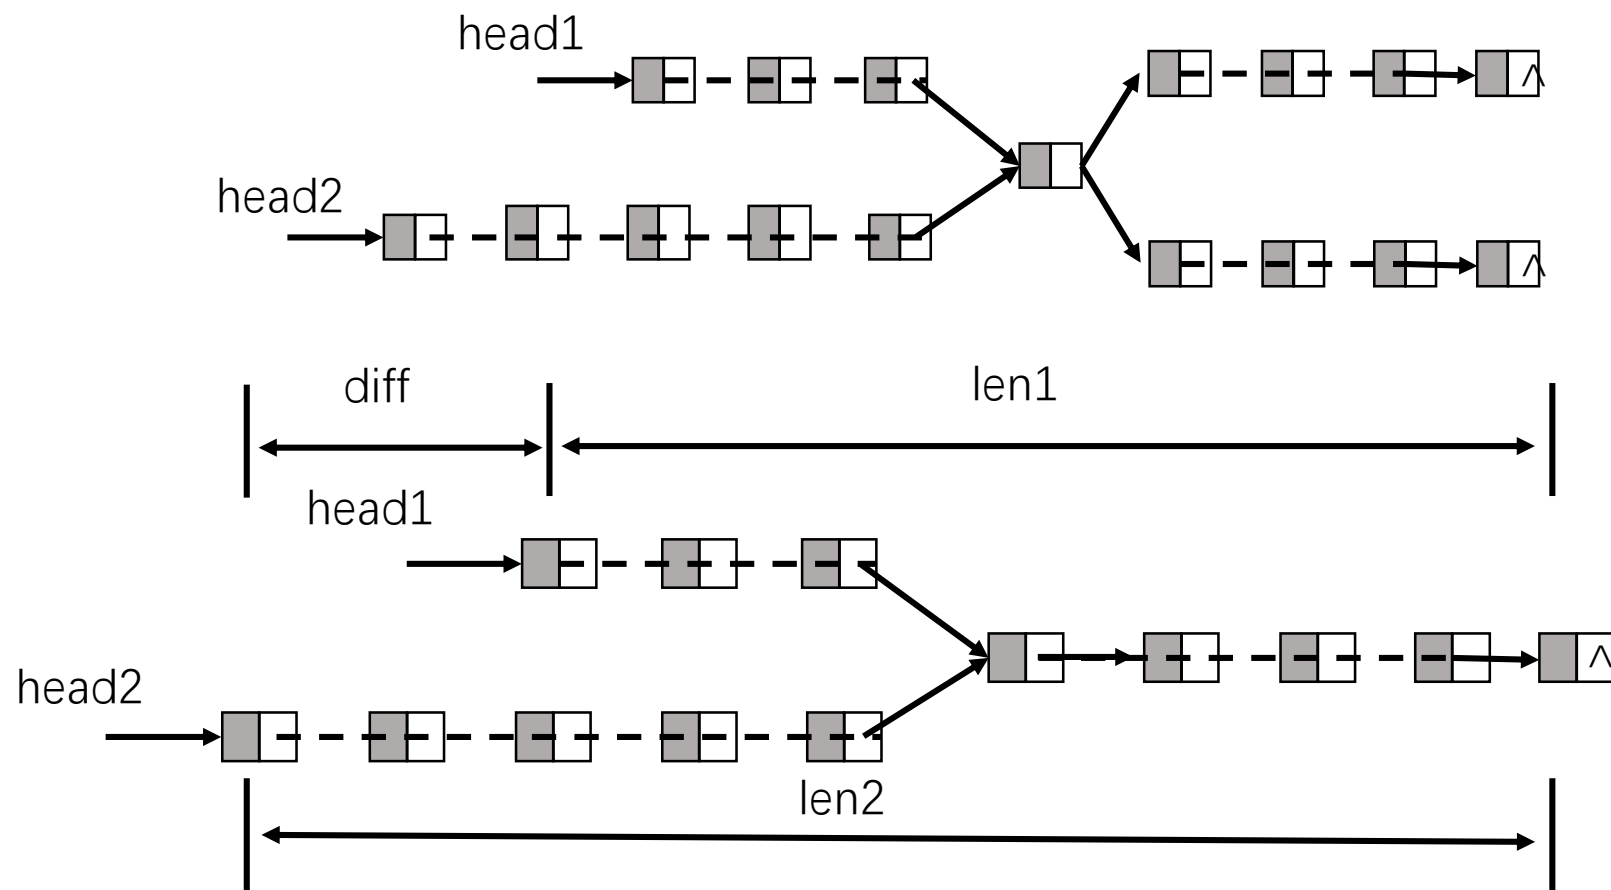 head1
^
head2
^
diff
len1
head1
^
head2
len2